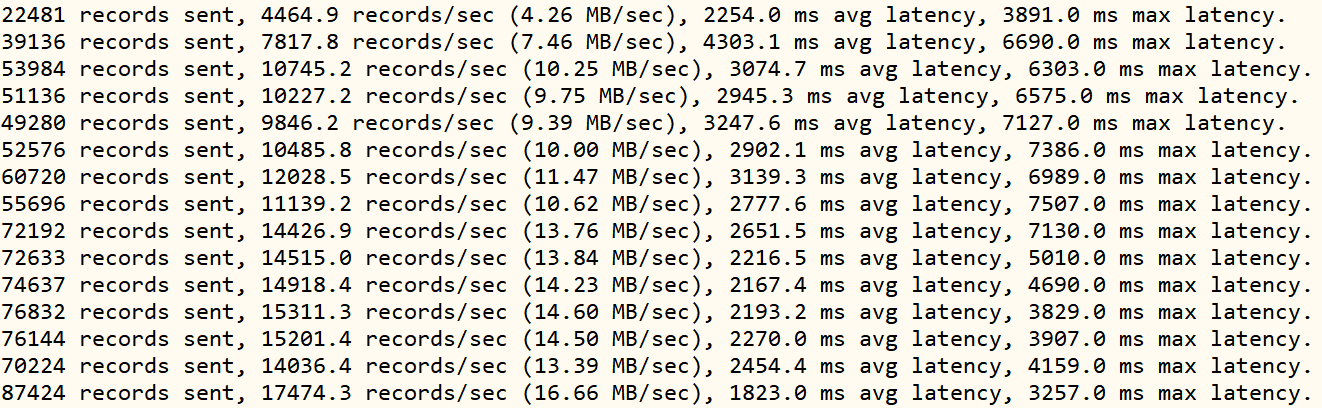 22481 records sent, 4464.9 records/sec (4.26 MB/sec), 2254.0 ms avg latency, 3891.0 ms max latency.
39136 records sent, 7817.8 records/sec (7.46 MB/sec), 4303.1 ms avg latency, 6690.0 ms max latency.
53984 records sent, 10745.2 records/sec (10.25 MB/sec), 3074.7 ms avg latency, 6303.0 ms max latency.
51136 records sent, 10227.2 records/sec (9.75 MB/sec), 2945.3 ms avg latency, 6575.0 ms max latency.
49280 records sent, 9846.2 records/sec (9.39 MB/sec), 3247.6 ms avg latency, 7127.0 ms max latency.
52576 records sent, 10485.8 records/sec (10.00 MB/sec), 2902.1 ms avg latency, 7386.0 ms max latency.
60720 records sent, 12028.5 records/sec (11.47 MB/sec), 3139.3 ms avg latency, 6989.0 ms max latency.
55696 records sent, 11139.2 records/sec (10.62 MB/sec), 2777.6 ms avg latency, 7507.0 ms max latency.
72192 records sent, 14426.9 records/sec (13.76 MB/sec), 2651.5 ms avg latency, 7130.0 ms max latency.
72633 records sent, 14515.0 records/sec (13.84 MB/sec), 2216.5 ms avg latency, 5010.0 ms max latency.
74637 records sent, 14918.4 records/sec (14.23 MB/sec), 2167.4 ms avg latency, 4690.0 ms max latency.
76832 records sent, 15311.3 records/sec (14.60 MB/sec), 2193.2 ms avg latency, 3829.0 ms max latency.
76144 records sent, 15201.4 records/sec (14.50 MB/sec), 2270.0 ms avg latency, 3907.0 ms max latency.
70224 records sent, 14036.4 records/sec (13.39 MB/sec), 2454.4 ms avg latency, 4159.0 ms max latency.
87424 records sent, 17474.3 records/sec (16.66 MB/sec), 1823.0 ms avg latency, 3257.0 ms max latency.